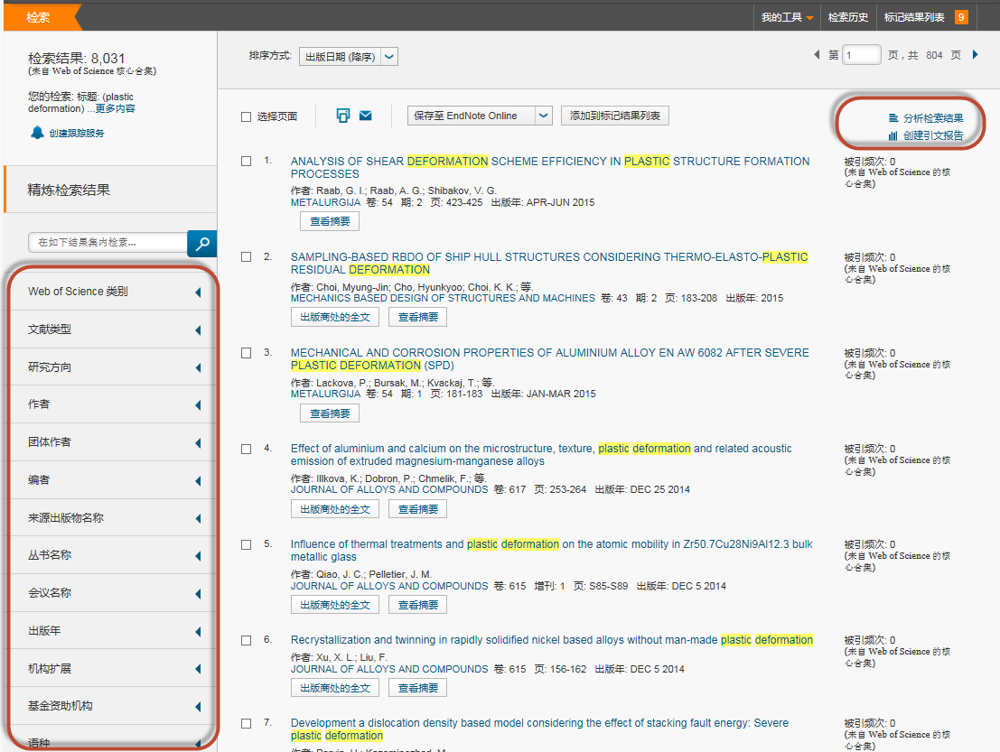 检索
我的工具 检索历史 标记结果列表 9
检索结果: 8,031
(来自 Web of Science 核心合集)
您的检索: 标题: (plastic
deformation) ...更多内容
创建跟踪服务
精炼检索结果
在如下结果集内检索...
Web of Science 类别
文献类型
研究方向
作者
团体作者
编者
来源出版物名称
丛书名称
会议名称
出版年
机构扩展
基金资助机构
语种
排序方式: 出版日期 (降序)
第 1 页 , 共 804 页
选择页面 保存至 EndNote Online 添加到标记结果列表
分析检索结果
创建引文报告
1. ANALYSIS OF SHEAR DEFORMATION SCHEME EFFICIENCY IN PLASTIC STRUCTURE FORMATION
PROCESSES
作者: Raab, G. I.; Raab, A. G.; Shibakov, V. G.
METALURGIJA 卷: 54 期: 2 页: 423-425 出版年: APR-JUN 2015
查看摘要
被引频次: 0
(来自 Web of Science 的核
心合集)
2. SAMPLING-BASED RBDO OF SHIP HULL STRUCTURES CONSIDERING THERMO-ELASTO-PLASTIC
RESIDUAL DEFORMATION
作者: Choi, Myung-Jin; Cho, Hyunkyoo; Choi, K. K.; 等.
MECHANICS BASED DESIGN OF STRUCTURES AND MACHINES 卷: 43 期: 2 页: 183-208 出版年: 2015
出版商处的全文 查看摘要
被引频次: 0
(来自 Web of Science 的核
心合集)
3. MECHANICAL AND CORROSION PROPERTIES OF ALUMINIUM ALLOY EN AW 6082 AFTER SEVERE
PLASTIC DEFORMATION (SPD)
作者: Lackova, P.; Bursak, M.; Kvackaj, T.; 等.
METALURGIJA 卷: 54 期: 1 页: 181-183 出版年: JAN-MAR 2015
查看摘要
被引频次: 0
(来自 Web of Science 的核
心合集)
4. Effect of aluminium and calcium on the microstructure, texture, plastic deformation and related acoustic
emission of extruded magnesium-manganese alloys
作者: Illkova, K.; Dobron, P.; Chmelik, F.; 等.
JOURNAL OF ALLOYS AND COMPOUNDS 卷: 617 页: 253-264 出版年: DEC 25 2014
出版商处的全文 查看摘要
被引频次: 0
(来自 Web of Science 的核
心合集)
5. Influence of thermal treatments and plastic deformation on the atomic mobility in Zr50.7Cu28Ni9Al12.3 bulk
metallic glass
作者: Qiao, J. C.; Pelletier, J. M.
JOURNAL OF ALLOYS AND COMPOUNDS 卷: 615 增刊: 1 页: S85-S89 出版年: DEC 5 2014
出版商处的全文 查看摘要
被引频次: 0
(来自 Web of Science 的核
心合集)
6. Recrystallization and twinning in rapidly solidified nickel based alloys without man-made plastic deformation
作者: Xu, X. L.; Liu, F.
JOURNAL OF ALLOYS AND COMPOUNDS 卷: 615 页: 156-162 出版年: DEC 5 2014
出版商处的全文 查看摘要
被引频次: 0
(来自 Web of Science 的核
心合集)
7. Development a dislocation density based model considering the effect of stacking fault energy: Severe
plastic deformation
被引频次: 0
(来自 Web of Science 的核
心合集)